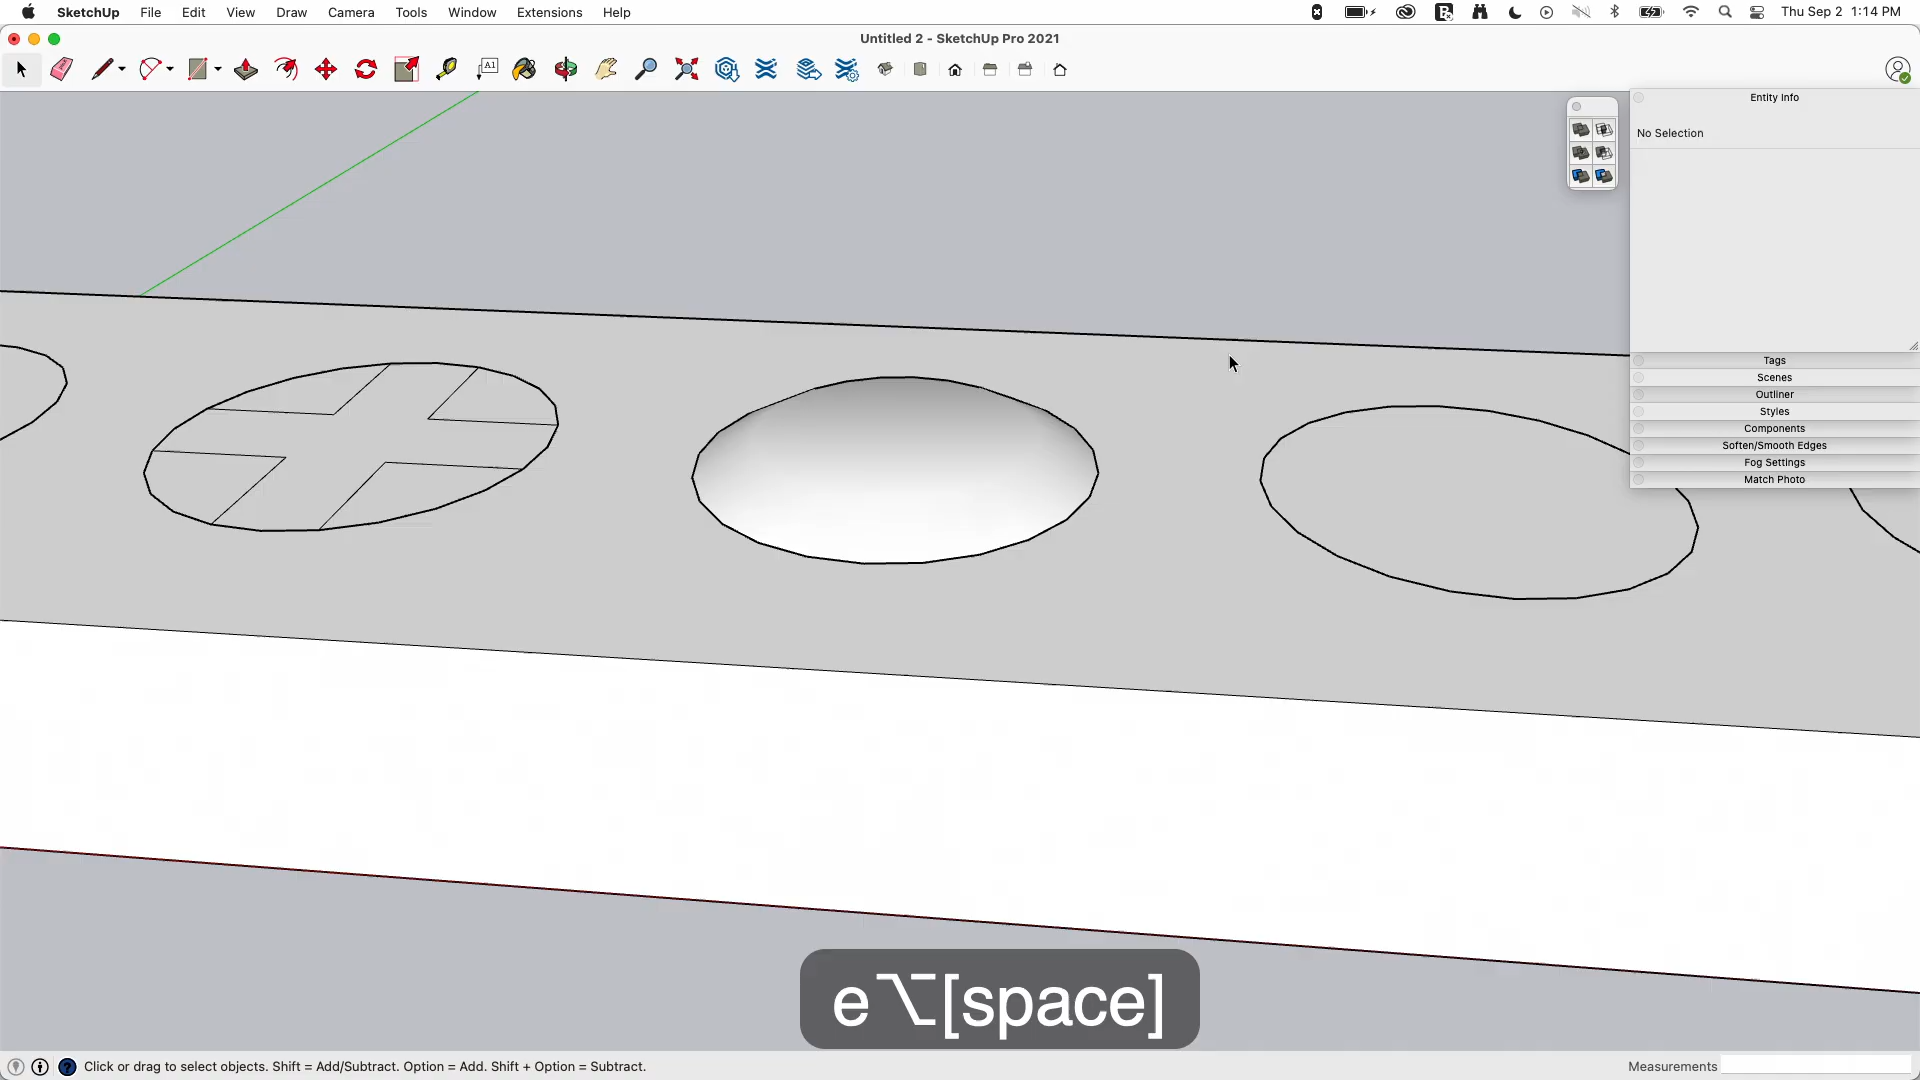 SketchUp File Edit View Draw Camera Tools Window Extensions Help Thu Sep 2 1:14 PM
Untitled 2 - SketchUp Pro 2021
A1
Entity Info
No Selection
Tags
Scenes
Outliner
Styles
Components
Soften/Smooth Edges
Fog Settings
Match Photo
e⌥[space]
Click or drag to select objects. Shift = Add/Subtract. Option = Add. Shift + Option = Subtract. Measurements